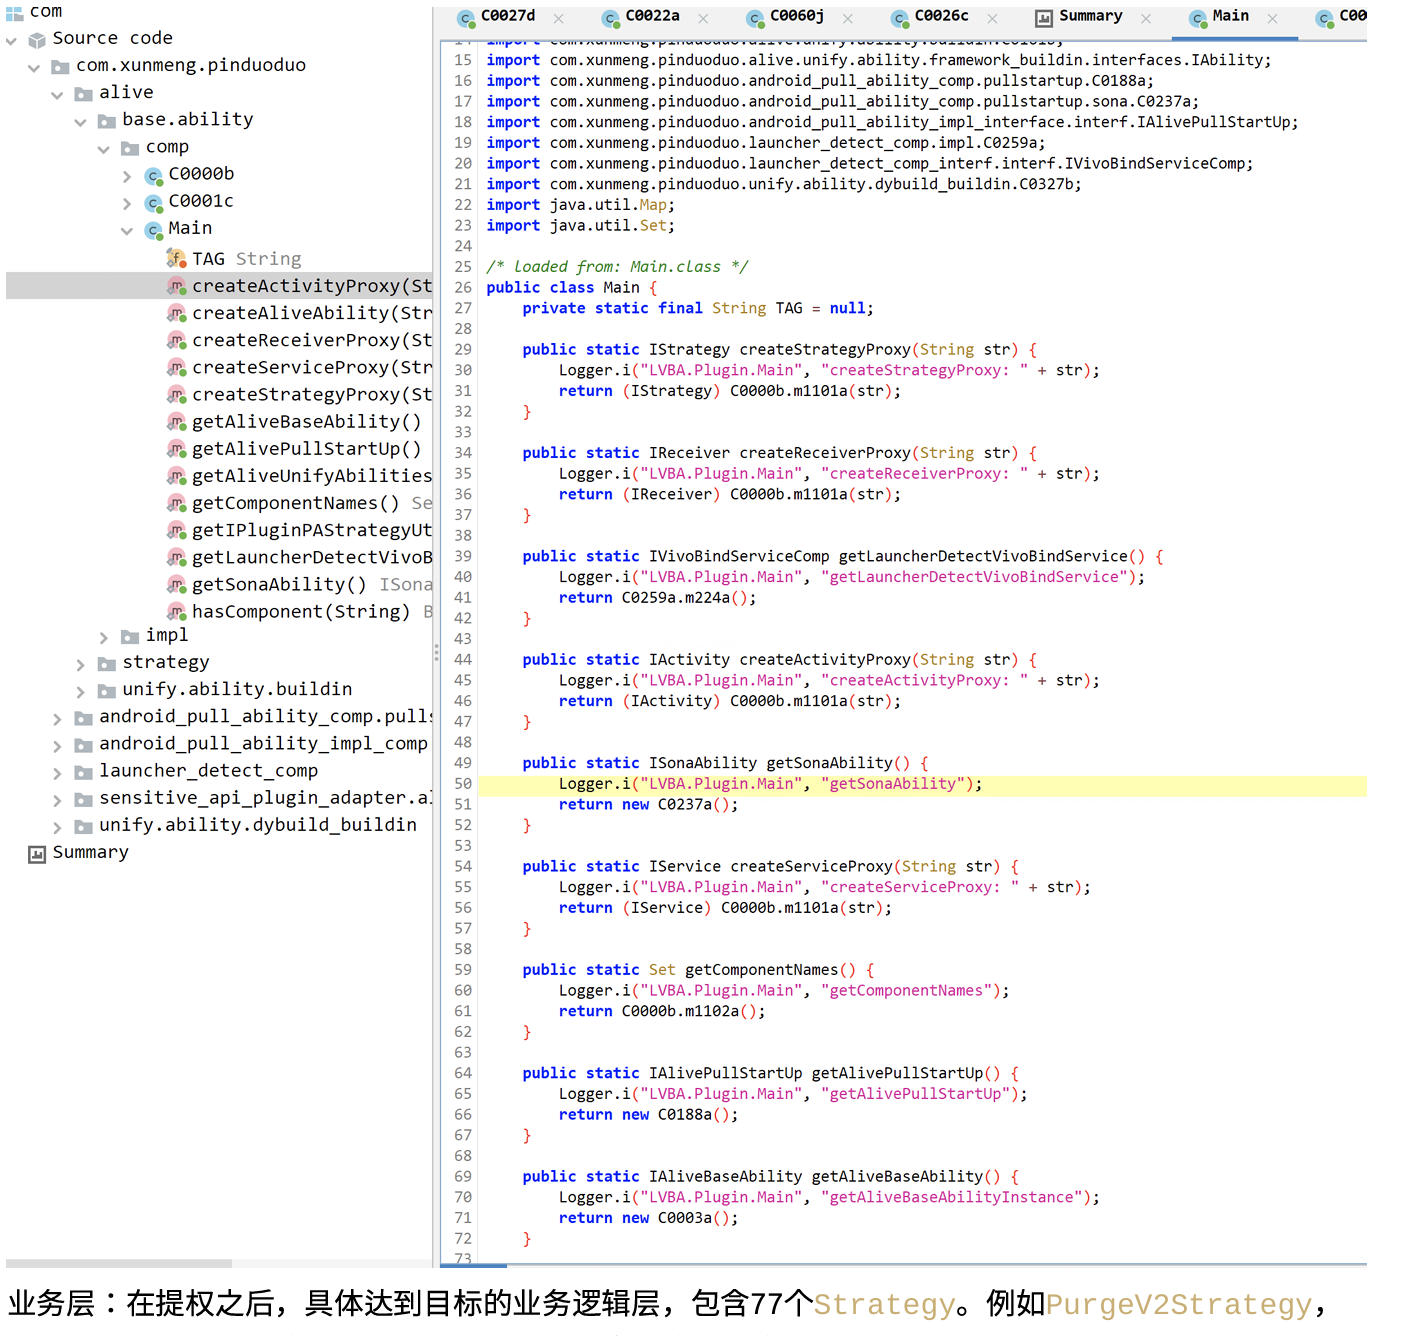 com
Source code
com.xunmeng.pinduoduo
alive
base.ability
comp
C0000b
C0001c
Main
TAG String
createActivityProxy(St
createAliveAbility(Str
createReceiverProxy(St
createServiceProxy(Str
createStrategyProxy(St
getAliveBaseAbility()
getAlivePullStartUp()
getAliveUnifyAbilities
getComponentNames() Se
getIPluginPAStrategyUt
getLauncherDetectVivoB
getSonaAbility() ISona
hasComponent(String) B
impl
strategy
unify.ability.buildin
android_pull_ability_comp.pulls
android_pull_ability_impl_comp
launcher_detect_comp
sensitive_api_plugin_adapter.al
unify.ability.dybuild_buildin
Summary
C0027d C0022a C0060j C0026c Summary Main C00
15 import com.xunmeng.pinduoduo.alive.unify.ability.framework_buildin.interfaces.IAbility;
16 import com.xunmeng.pinduoduo.android_pull_ability_comp.pullstartup.C0188a;
17 import com.xunmeng.pinduoduo.android_pull_ability_comp.pullstartup.sona.C0237a;
18 import com.xunmeng.pinduoduo.android_pull_ability_impl_interface.interf.IAlivePullStartUp;
19 import com.xunmeng.pinduoduo.launcher_detect_comp.impl.C0259a;
20 import com.xunmeng.pinduoduo.launcher_detect_comp_interf.interf.IVivoBindServiceComp;
21 import com.xunmeng.pinduoduo.unify.ability.dybuild_buildin.C0327b;
22 import java.util.Map;
23 import java.util.Set;
24
25 /* Loaded from: Main.class */
26 public class Main {
27 private static final String TAG = null;
28
29 public static IStrategy createStrategyProxy(String str) {
30 Logger.i("LVBA.Plugin.Main", "createStrategyProxy: " + str);
31 return (IStrategy) C0000b.m1101a(str);
32 }
33
34 public static IReceiver createReceiverProxy(String str) {
35 Logger.i("LVBA.Plugin.Main", "createReceiverProxy: " + str);
36 return (IReceiver) C0000b.m1101a(str);
37 }
38
39 public static IVivoBindServiceComp getLauncherDetectVivoBindService() {
40 Logger.i("LVBA.Plugin.Main", "getLauncherDetectVivoBindService");
41 return C0259a.m224a();
42 }
43
44 public static IActivity createActivityProxy(String str) {
45 Logger.i("LVBA.Plugin.Main", "createActivityProxy: " + str);
46 return (IActivity) C0000b.m1101a(str);
47 }
48
49 public static ISonaAbility getSonaAbility() {
50 Logger.i("LVBA.Plugin.Main", "getSonaAbility");
51 return new C0237a();
52 }
53
54 public static IService createServiceProxy(String str) {
55 Logger.i("LVBA.Plugin.Main", "createServiceProxy: " + str);
56 return (IService) C0000b.m1101a(str);
57 }
58
59 public static Set getComponentNames() {
60 Logger.i("LVBA.Plugin.Main", "getComponentNames");
61 return C0000b.m1102a();
62 }
63
64 public static IAlivePullStartUp getAlivePullStartUp() {
65 Logger.i("LVBA.Plugin.Main", "getAlivePullStartUp");
66 return new C0188a();
67 }
68
69 public static IAliveBaseAbility getAliveBaseAbility() {
70 Logger.i("LVBA.Plugin.Main", "getAliveBaseAbilityInstance");
71 return new C0003a();
72 }
73
业务层：在提权之后，具体达到目标的业务逻辑层，包含77个Strategy。例如PurgeV2Strategy，